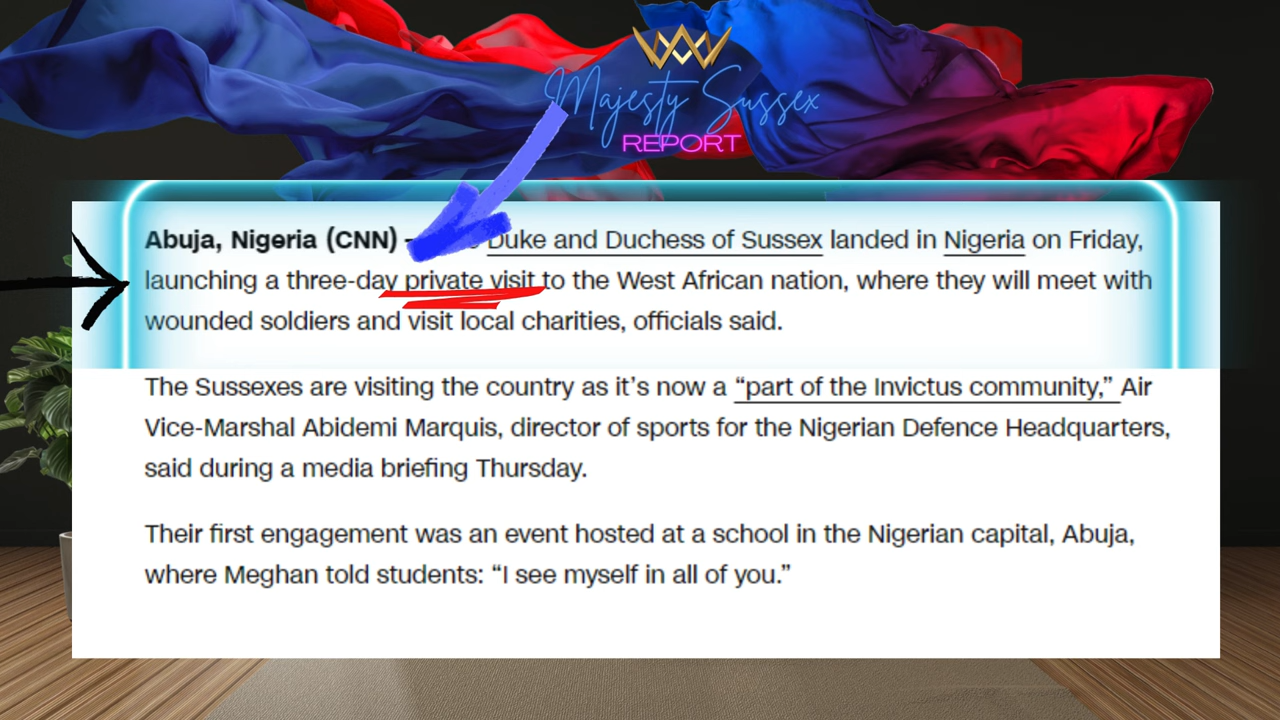 Majesty Sussex
REPORT
Abuja, Nigeria (CNN) – Duke and Duchess of Sussex landed in Nigeria on Friday,
launching a three-day private visit to the West African nation, where they will meet with
wounded soldiers and visit local charities, officials said.
The Sussexes are visiting the country as it’s now a “part of the Invictus community,” Air
Vice-Marshal Abidemi Marquis, director of sports for the Nigerian Defence Headquarters,
said during a media briefing Thursday.
Their first engagement was an event hosted at a school in the Nigerian capital, Abuja,
where Meghan told students: “I see myself in all of you.”